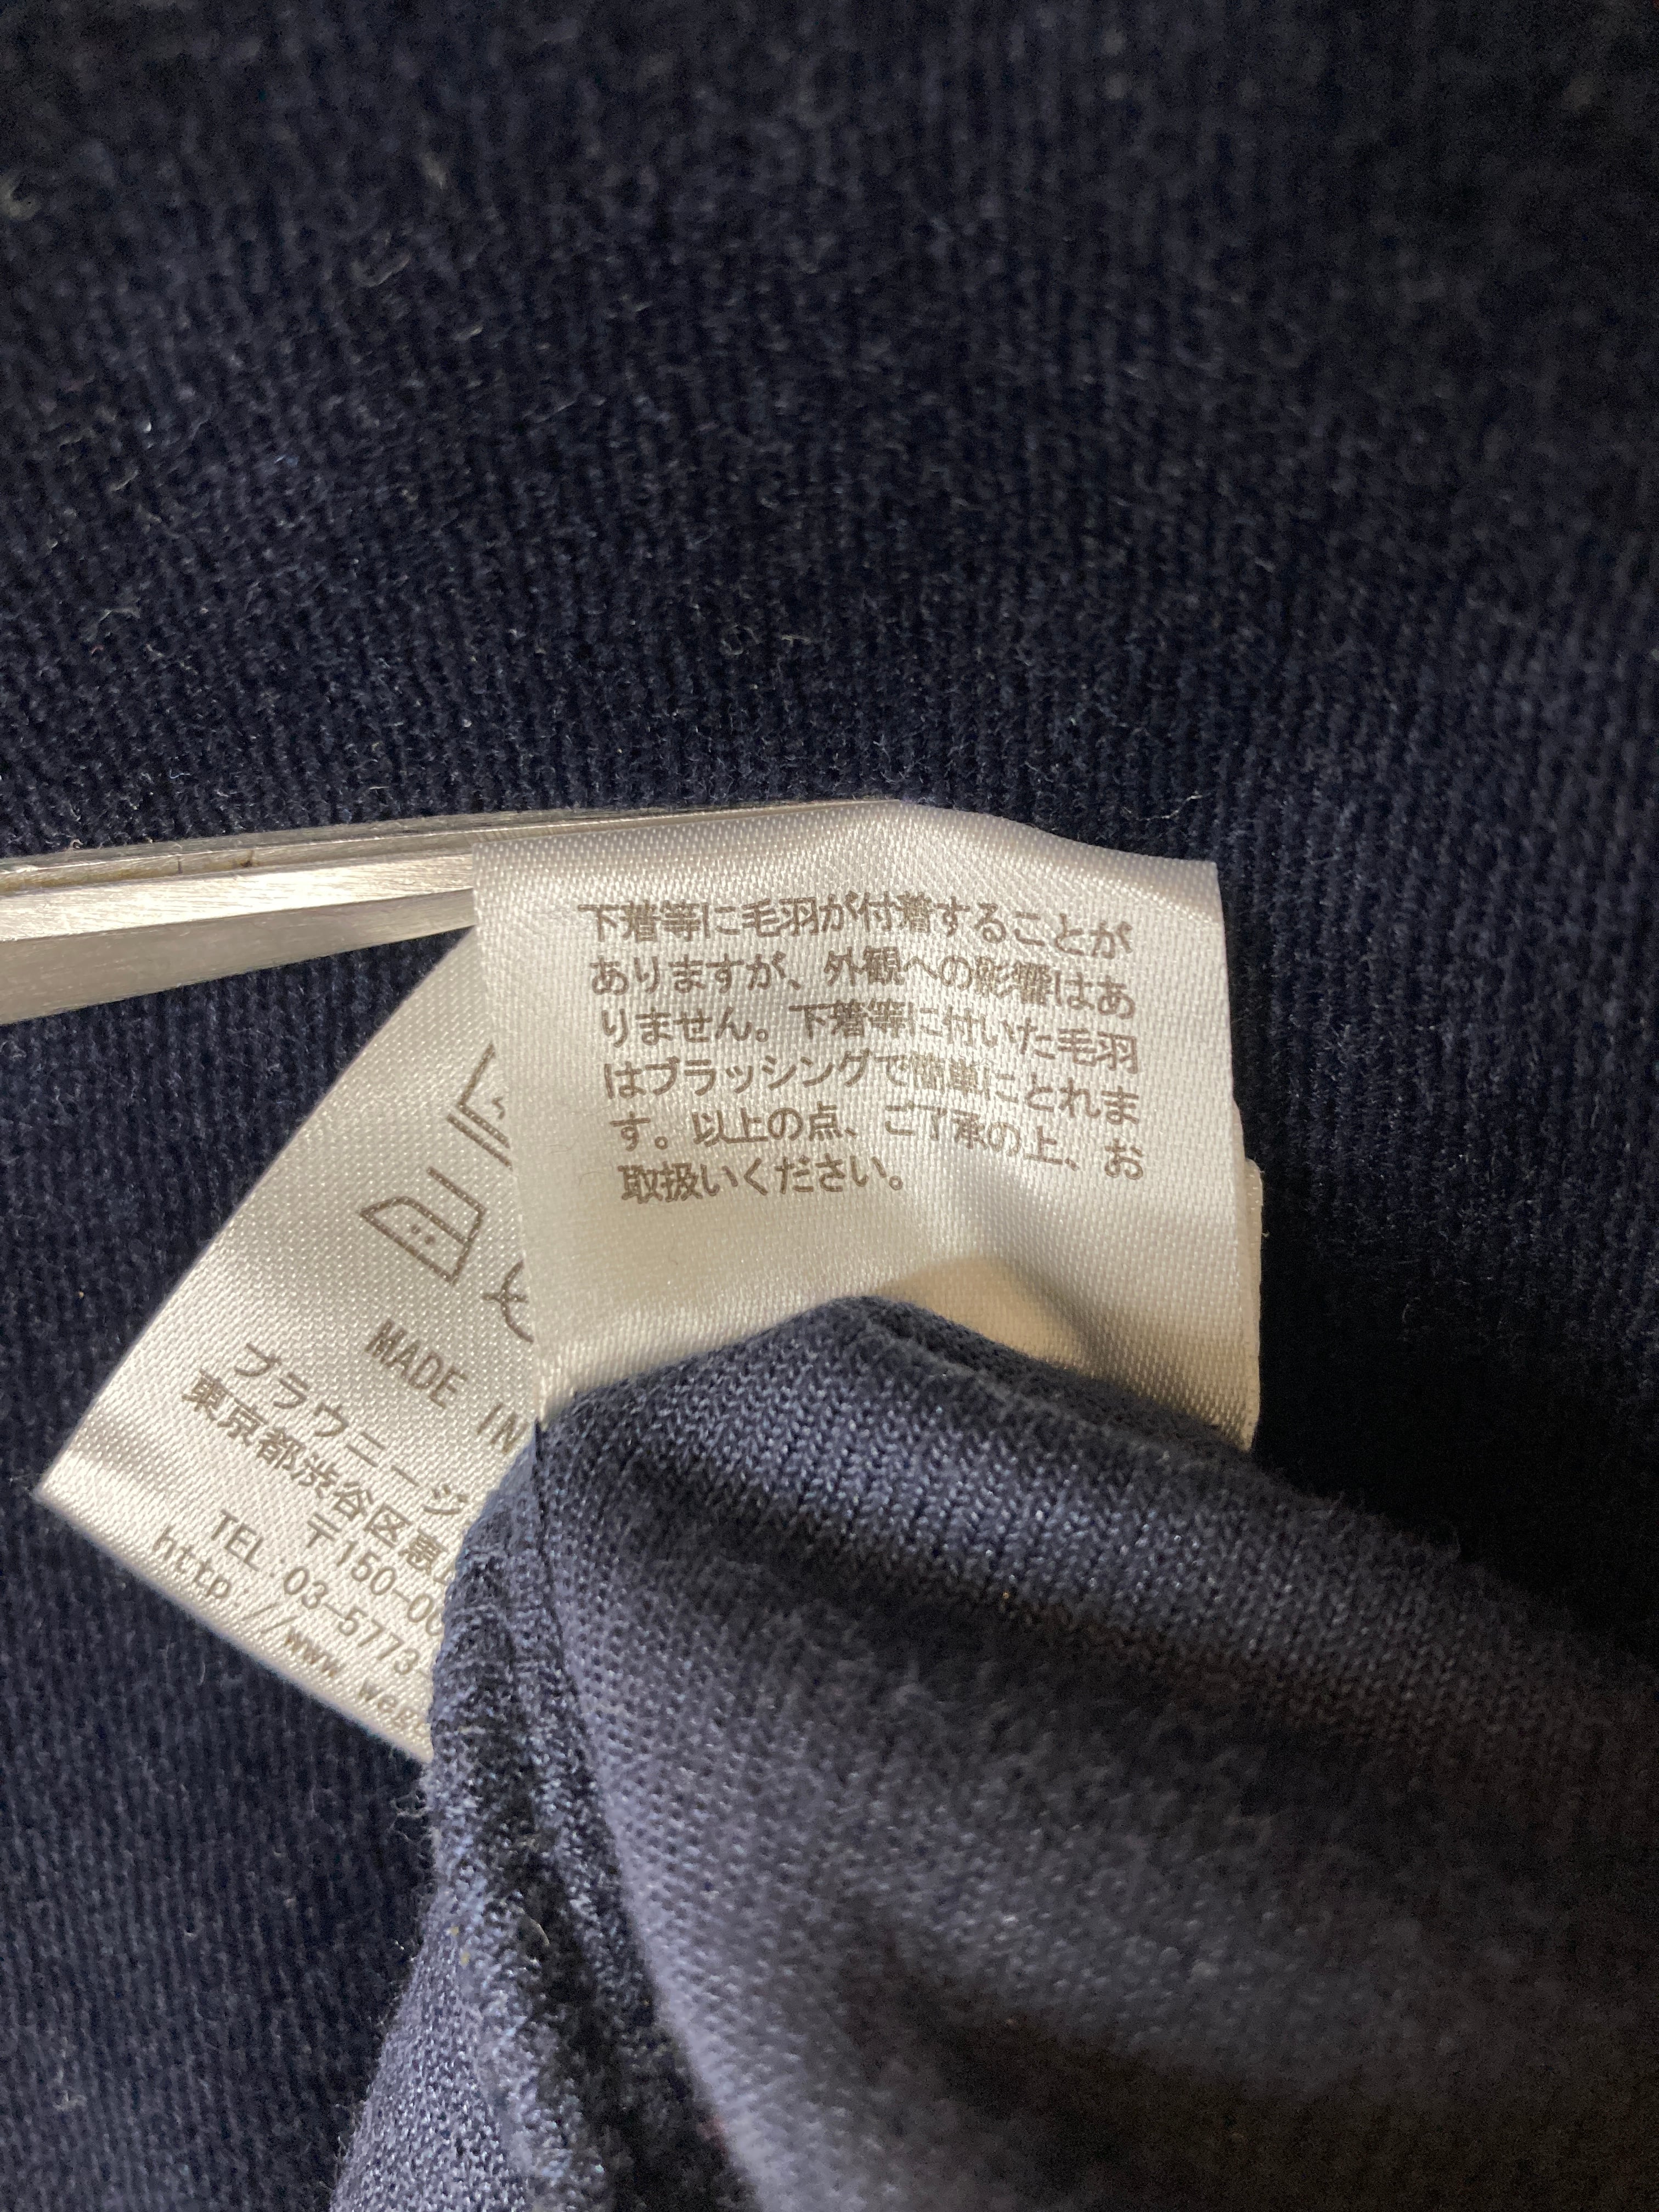 下着等に毛羽が付着することが
ありますが、外観への影響はあ
りません。下着等に付いた毛羽
はブラッシングで簡単にとれま
す。以上の点、ご了承の上、お
取扱いください。
MADE IN
ブラウニージ
東京都渋谷区恵
〒150-00
TEL.03-5773-
http://www.